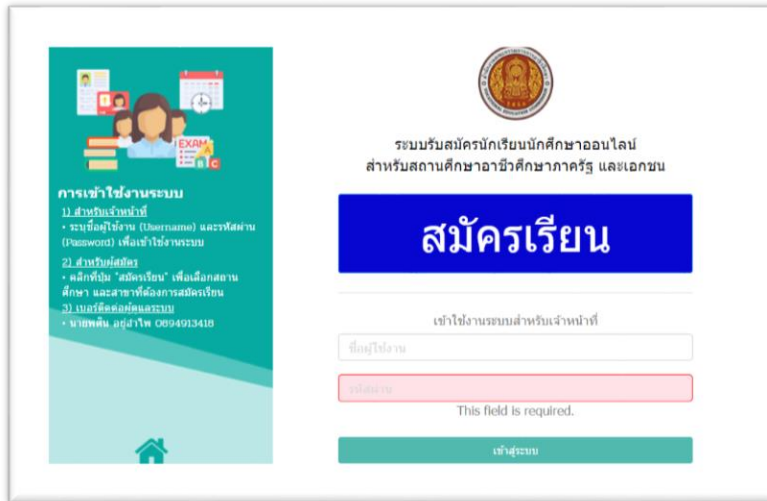 EXAM
A
B C
การเข้าใช้งานระบบ
1) สำหรับเจ้าหน้าที่
• ระบุชื่อผู้ใช้งาน (Username) และรหัสผ่าน
(Password) เพื่อเข้าใช้งานระบบ
2) สำหรับผู้สมัคร
• คลิกที่ปุ่ม "สมัครเรียน" เพื่อเลือกสถาน
ศึกษา และสาขาที่ต้องการสมัครเรียน
3) เบอร์ติดต่อผู้ดูแลระบบ
• นายพศิน อยู่สำไพ 0894913418
ระบบรับสมัครนักเรียนนักศึกษาออนไลน์
สำหรับสถานศึกษาอาชีวศึกษาภาครัฐ และเอกชน
สมัครเรียน
เข้าใช้งานระบบสำหรับเจ้าหน้าที่
ชื่อผู้ใช้งาน
รหัสผ่าน
This field is required.
เข้าสู่ระบบ